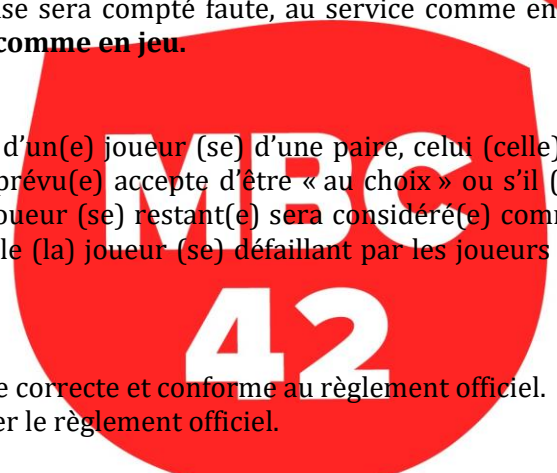 se sera compté faute, au service comme en
comme en jeu.
d’un(e) joueur (se) d’une paire, celui (celle)
prévu(e) accepte d’être « au choix » ou s’il (
joueur (se) restant(e) sera considéré(e) com
le (la) joueur (se) défaillant par les joueurs
MBC
42
e correcte et conforme au règlement officiel.
er le règlement officiel.